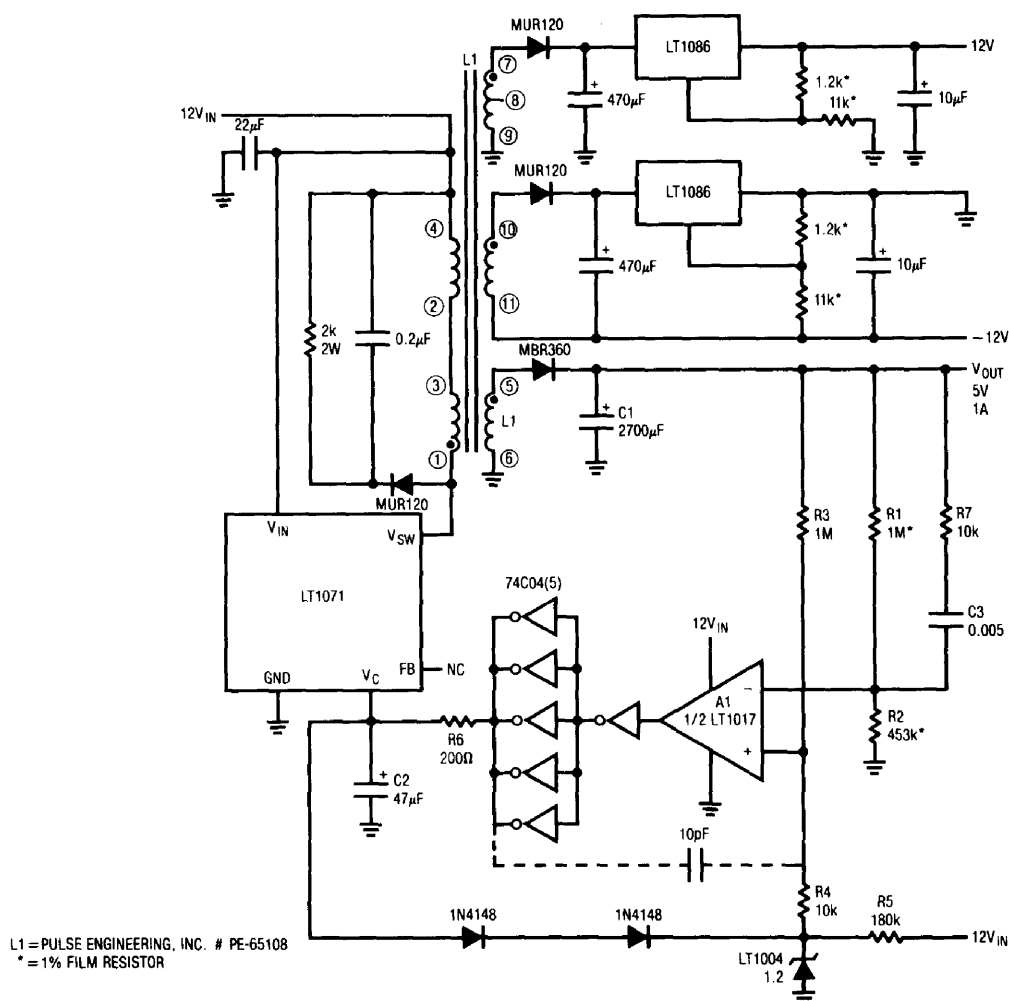 MUR120
LT1086
12V
L1
⑦
⑧
⑨
+
470µF
1.2k*
11k*
+
10µF
12VIN
22µF
MUR120
LT1086
④
②
⑩
⑪
+
470µF
1.2k*
11k*
+
10µF
−12V
2k
2W
0.2µF
③
①
MBR360
⑤
L1
⑥
+
C1
2700µF
VOUT
5V
1A
MUR120
VIN
VSW
LT1071
GND
VC
FB
NC
R3
1M
R1
1M*
R7
10k
C3
0.005
74C04(5)
12VIN
−
A1
1/2 LT1017
+
R2
453k*
R6
200Ω
+
C2
47µF
10pF
R4
10k
R5
180k
12VIN
1N4148
1N4148
LT1004
1.2
L1 = PULSE ENGINEERING, INC. # PE-65108
* = 1% FILM RESISTOR